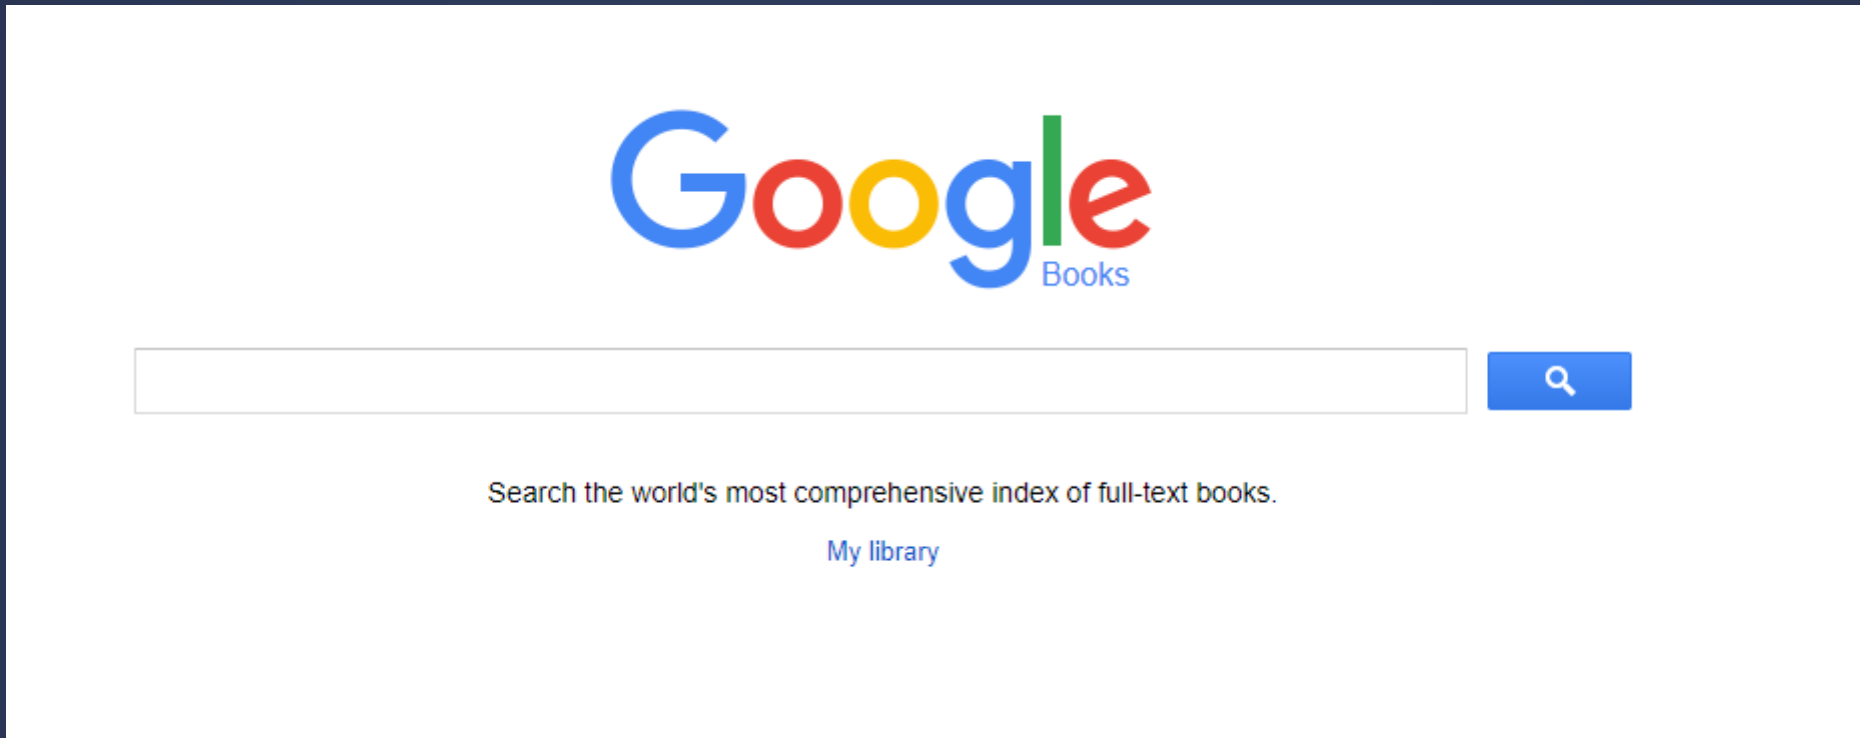 Google
Books
Search the world's most comprehensive index of full-text books.
My library